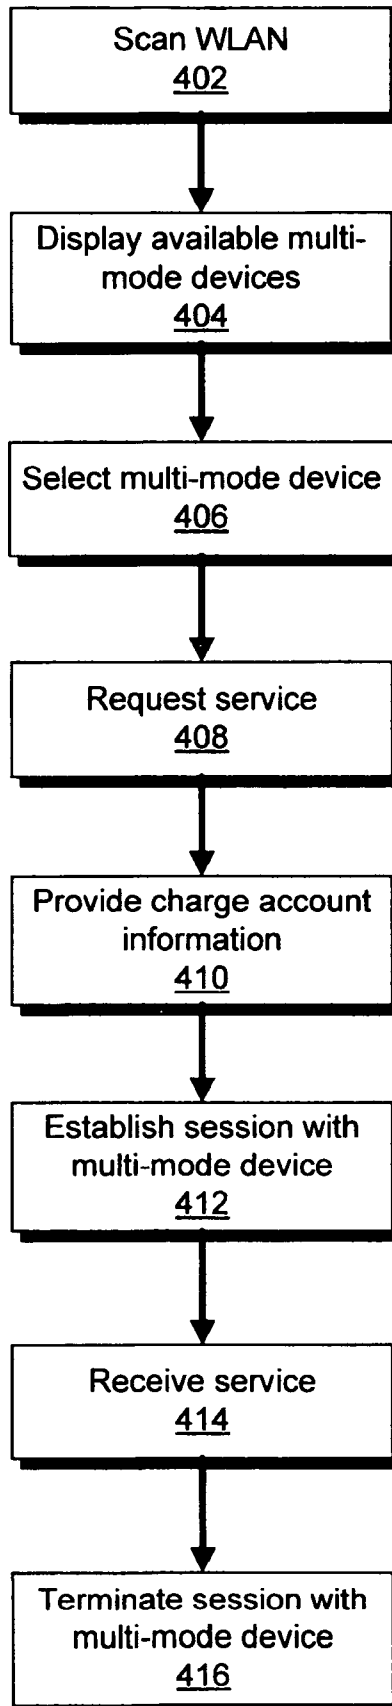 Scan WLAN
402
Display available multi-
mode devices
404
Select multi-mode device
406
Request service
408
Provide charge account
information
410
Establish session with
multi-mode device
412
Receive service
414
Terminate session with
multi-mode device
416